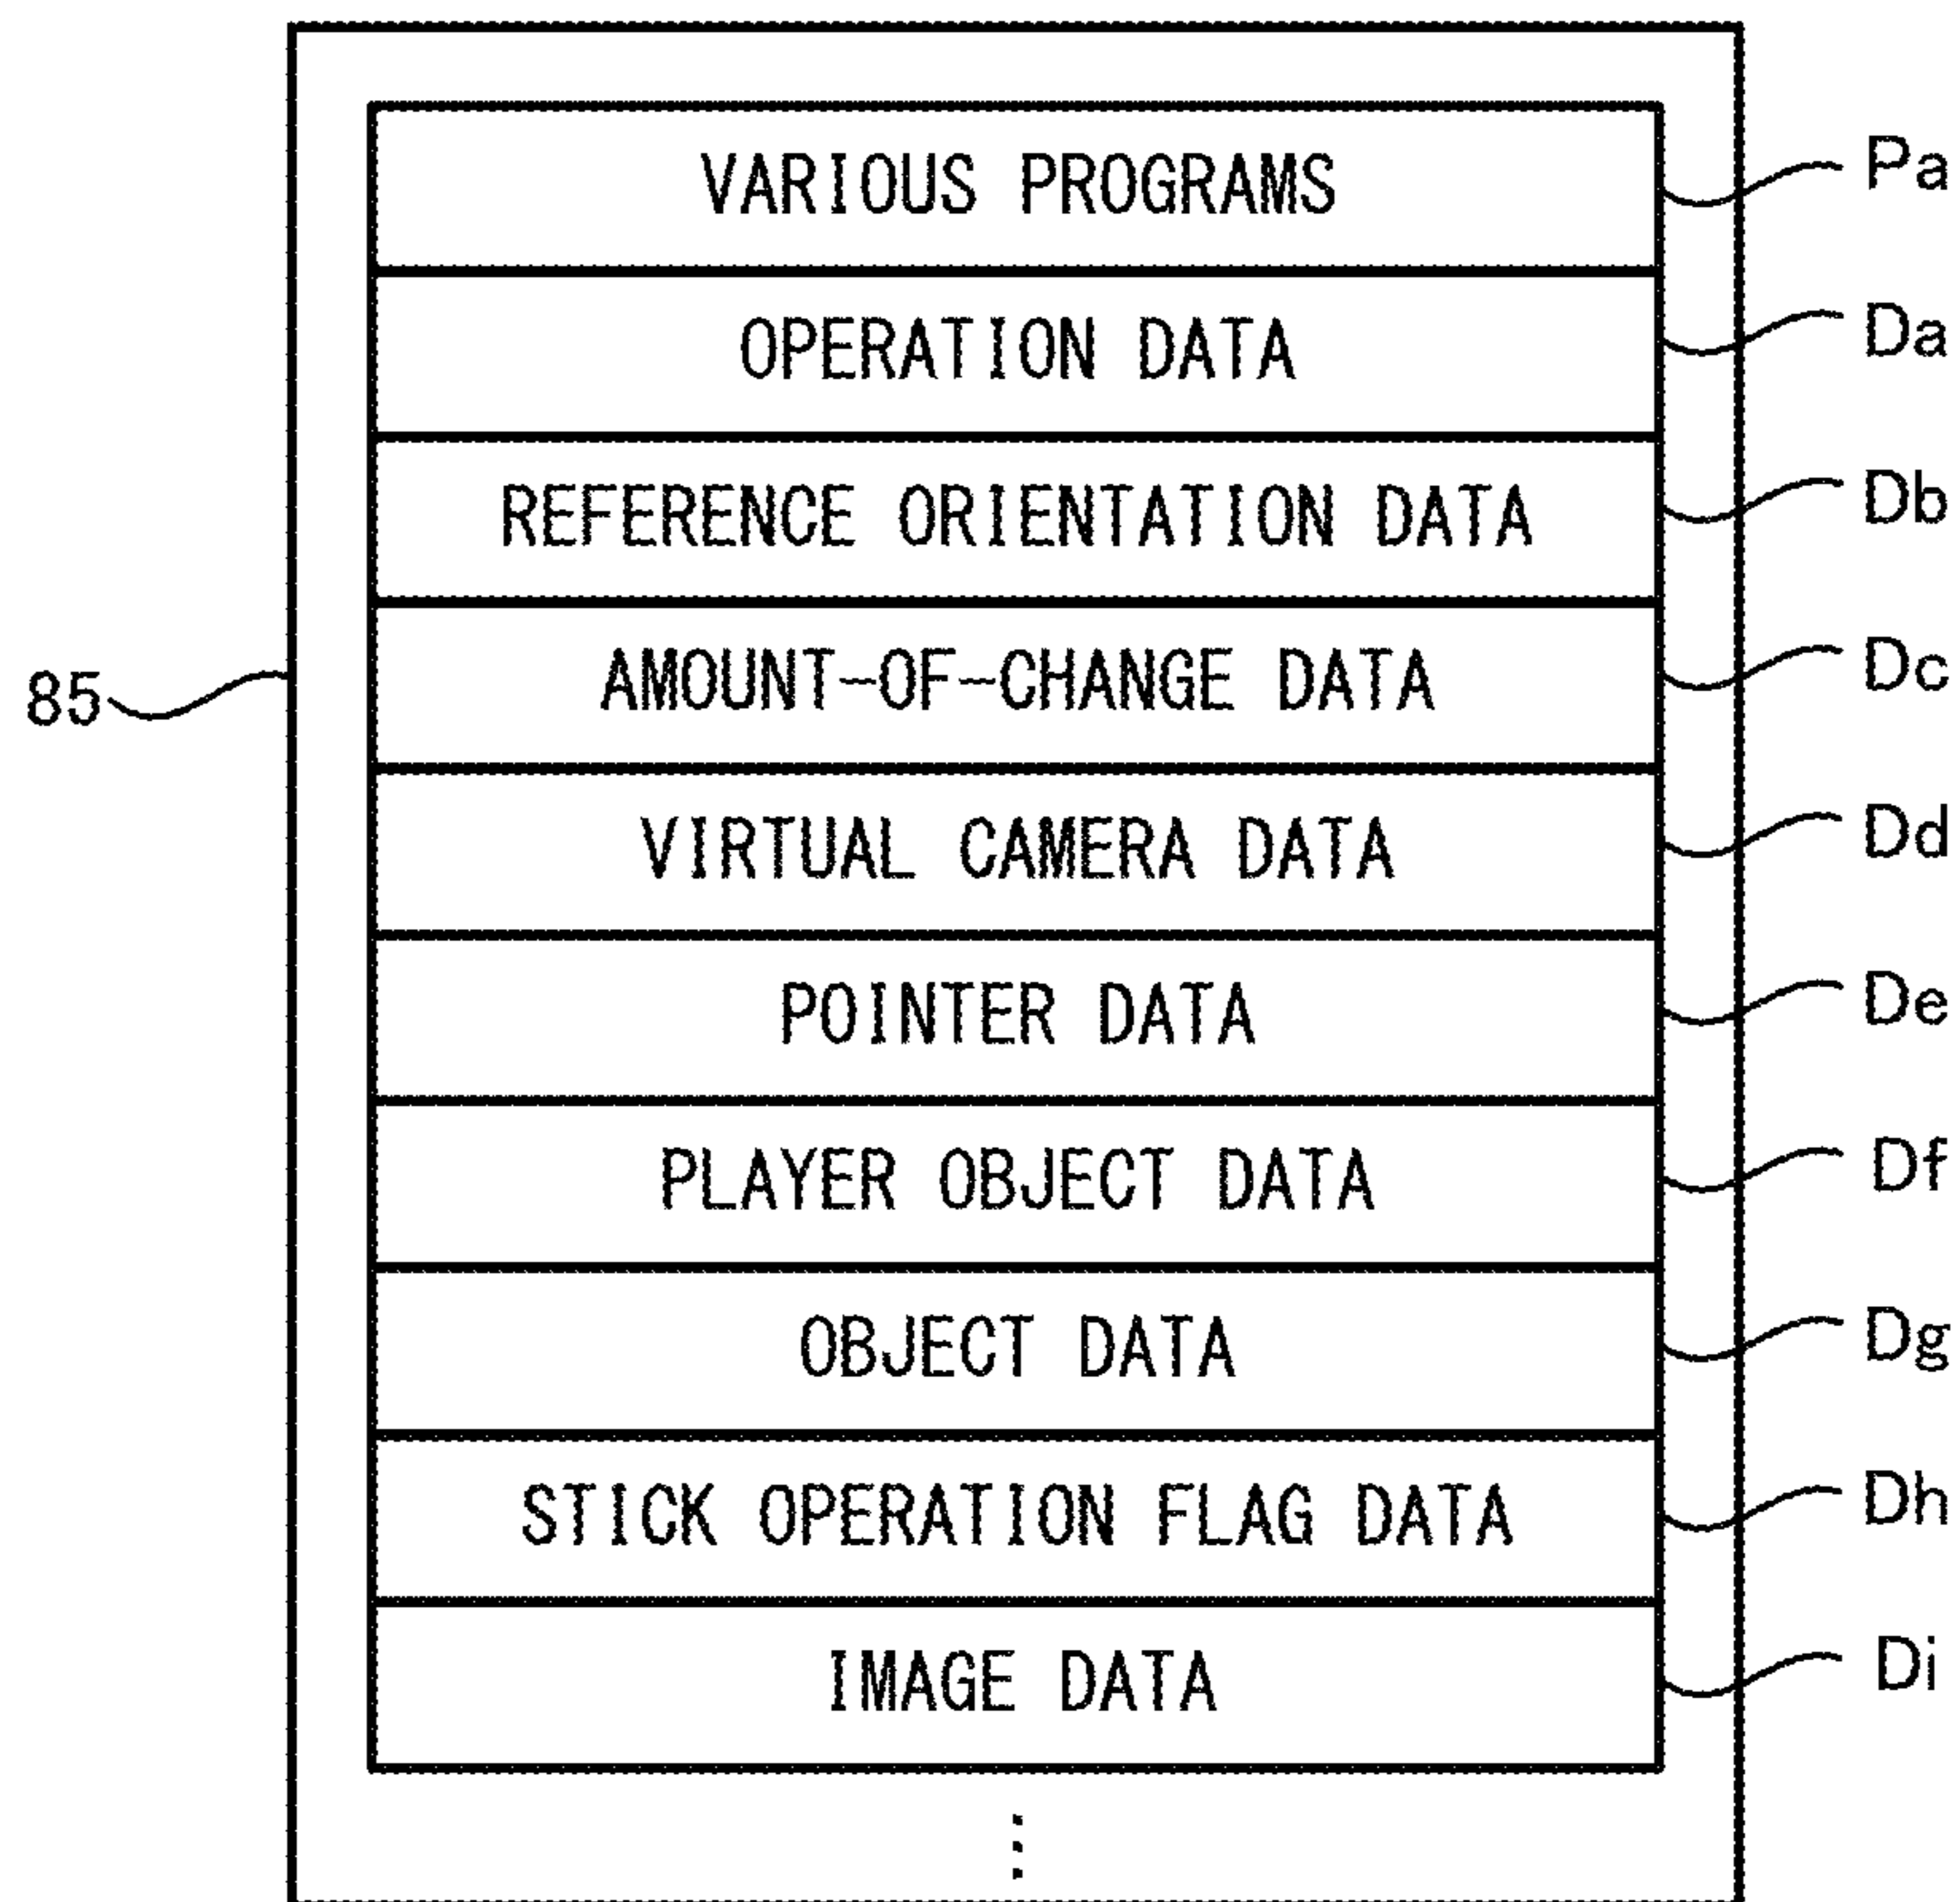 VARIOUS PROGRAMS Pa
OPERATION DATA Da
REFERENCE ORIENTATION DATA Db
85 AMOUNT-OF-CHANGE DATA Dc
VIRTUAL CAMERA DATA Dd
POINTER DATA De
PLAYER OBJECT DATA Df
OBJECT DATA Dg
STICK OPERATION FLAG DATA Dh
IMAGE DATA Di